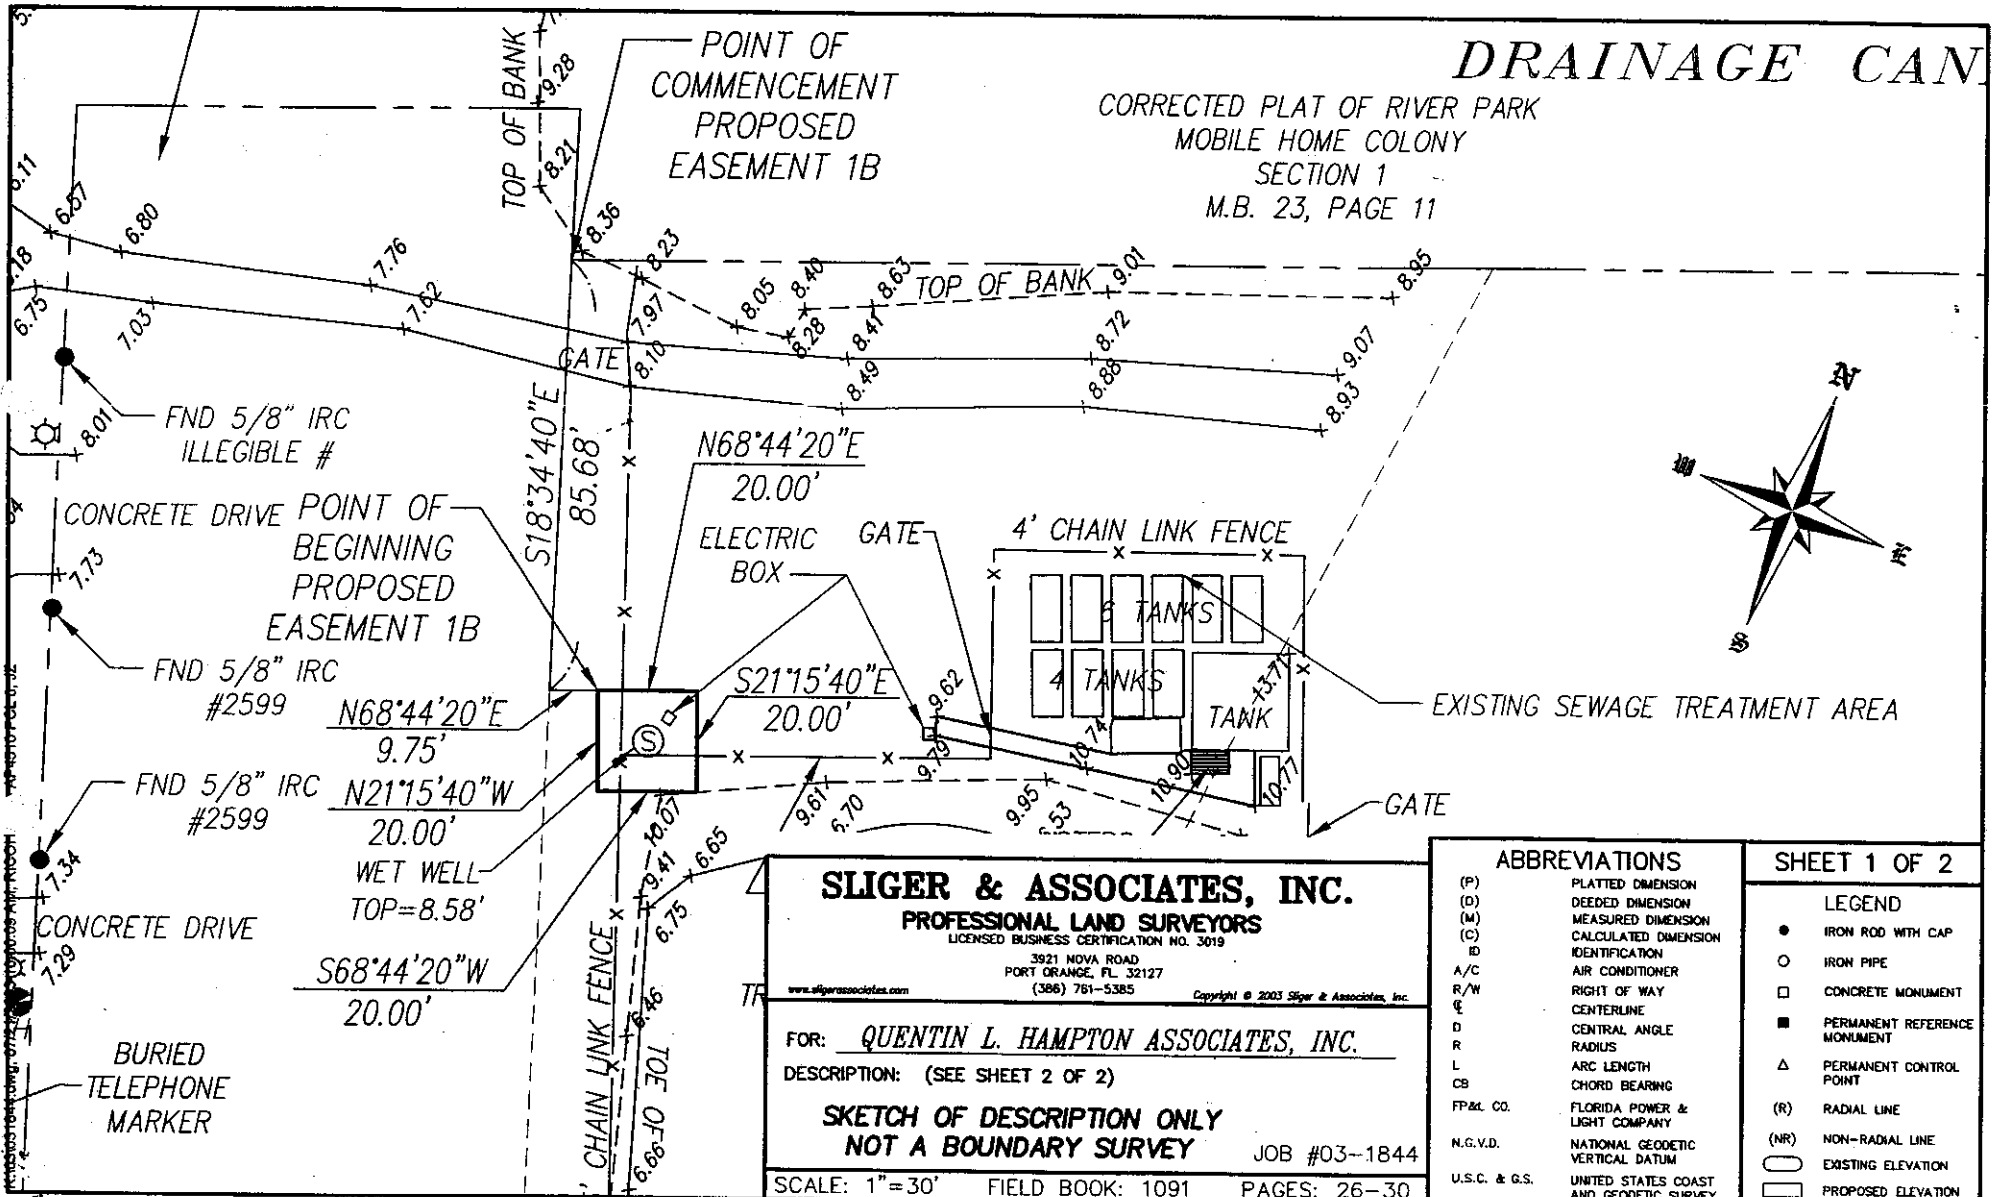 DRAINAGE CAN
CORRECTED PLAT OF RIVER PARK
MOBILE HOME COLONY
SECTION 1
M.B. 23, PAGE 11
POINT OF
COMMENCEMENT
PROPOSED
EASEMENT 1B
TOP OF BANK
9.28
8.21
8.36
8.23
6.57
6.80
7.76
7.62
7.97
8.10
8.05
8.40
8.28
8.63
8.41
8.49
TOP OF BANK
9.01
8.95
8.72
8.88
9.07
8.93
6.75
7.03
GATE
FND 5/8" IRC
ILLEGIBLE #
8.01
S18°34'40"E
85.68'
N68°44'20"E
20.00'
CONCRETE DRIVE
POINT OF
BEGINNING
PROPOSED
EASEMENT 1B
7.73
ELECTRIC
BOX
GATE
4' CHAIN LINK FENCE
6 TANKS
4 TANKS
TANK
13.71
EXISTING SEWAGE TREATMENT AREA
N
W
E
S
FND 5/8" IRC
#2599
N68°44'20"E
9.75'
S21°15'40"E
20.00'
S
9.62
9.79
10.74
10.90
10.77
FND 5/8" IRC
#2599
N21°15'40"W
20.00'
WET WELL
TOP=8.58'
10.07
9.61
6.70
9.95
GATE
7.34
CONCRETE DRIVE
7.29
9.41
6.65
6.75
S68°44'20"W
20.00'
CHAIN LINK FENCE
6.46
TOE OF
6.66
BURIED
TELEPHONE
MARKER
SLIGER & ASSOCIATES, INC.
PROFESSIONAL LAND SURVEYORS
LICENSED BUSINESS CERTIFICATION NO. 3019
3921 NOVA ROAD
PORT ORANGE, FL. 32127
(386) 761-5385
www.sligerassociates.com
Copyright © 2003 Sliger & Associates, Inc.
FOR: QUENTIN L. HAMPTON ASSOCIATES, INC.
DESCRIPTION: (SEE SHEET 2 OF 2)
SKETCH OF DESCRIPTION ONLY
NOT A BOUNDARY SURVEY
JOB #03-1844
SCALE: 1"=30' FIELD BOOK: 1091 PAGES: 26-30
ABBREVIATIONS
(P) PLATTED DIMENSION
(D) DEEDED DIMENSION
(M) MEASURED DIMENSION
(C) CALCULATED DIMENSION
ID IDENTIFICATION
A/C AIR CONDITIONER
R/W RIGHT OF WAY
℄ CENTERLINE
D CENTRAL ANGLE
R RADIUS
L ARC LENGTH
CB CHORD BEARING
FP&L CO. FLORIDA POWER &
LIGHT COMPANY
N.G.V.D. NATIONAL GEODETIC
VERTICAL DATUM
U.S.C. & G.S. UNITED STATES COAST
AND GEODETIC SURVEY
SHEET 1 OF 2
LEGEND
IRON ROD WITH CAP
IRON PIPE
CONCRETE MONUMENT
PERMANENT REFERENCE
MONUMENT
PERMANENT CONTROL
POINT
(R) RADIAL LINE
(NR) NON-RADIAL LINE
EXISTING ELEVATION
PROPOSED ELEVATION